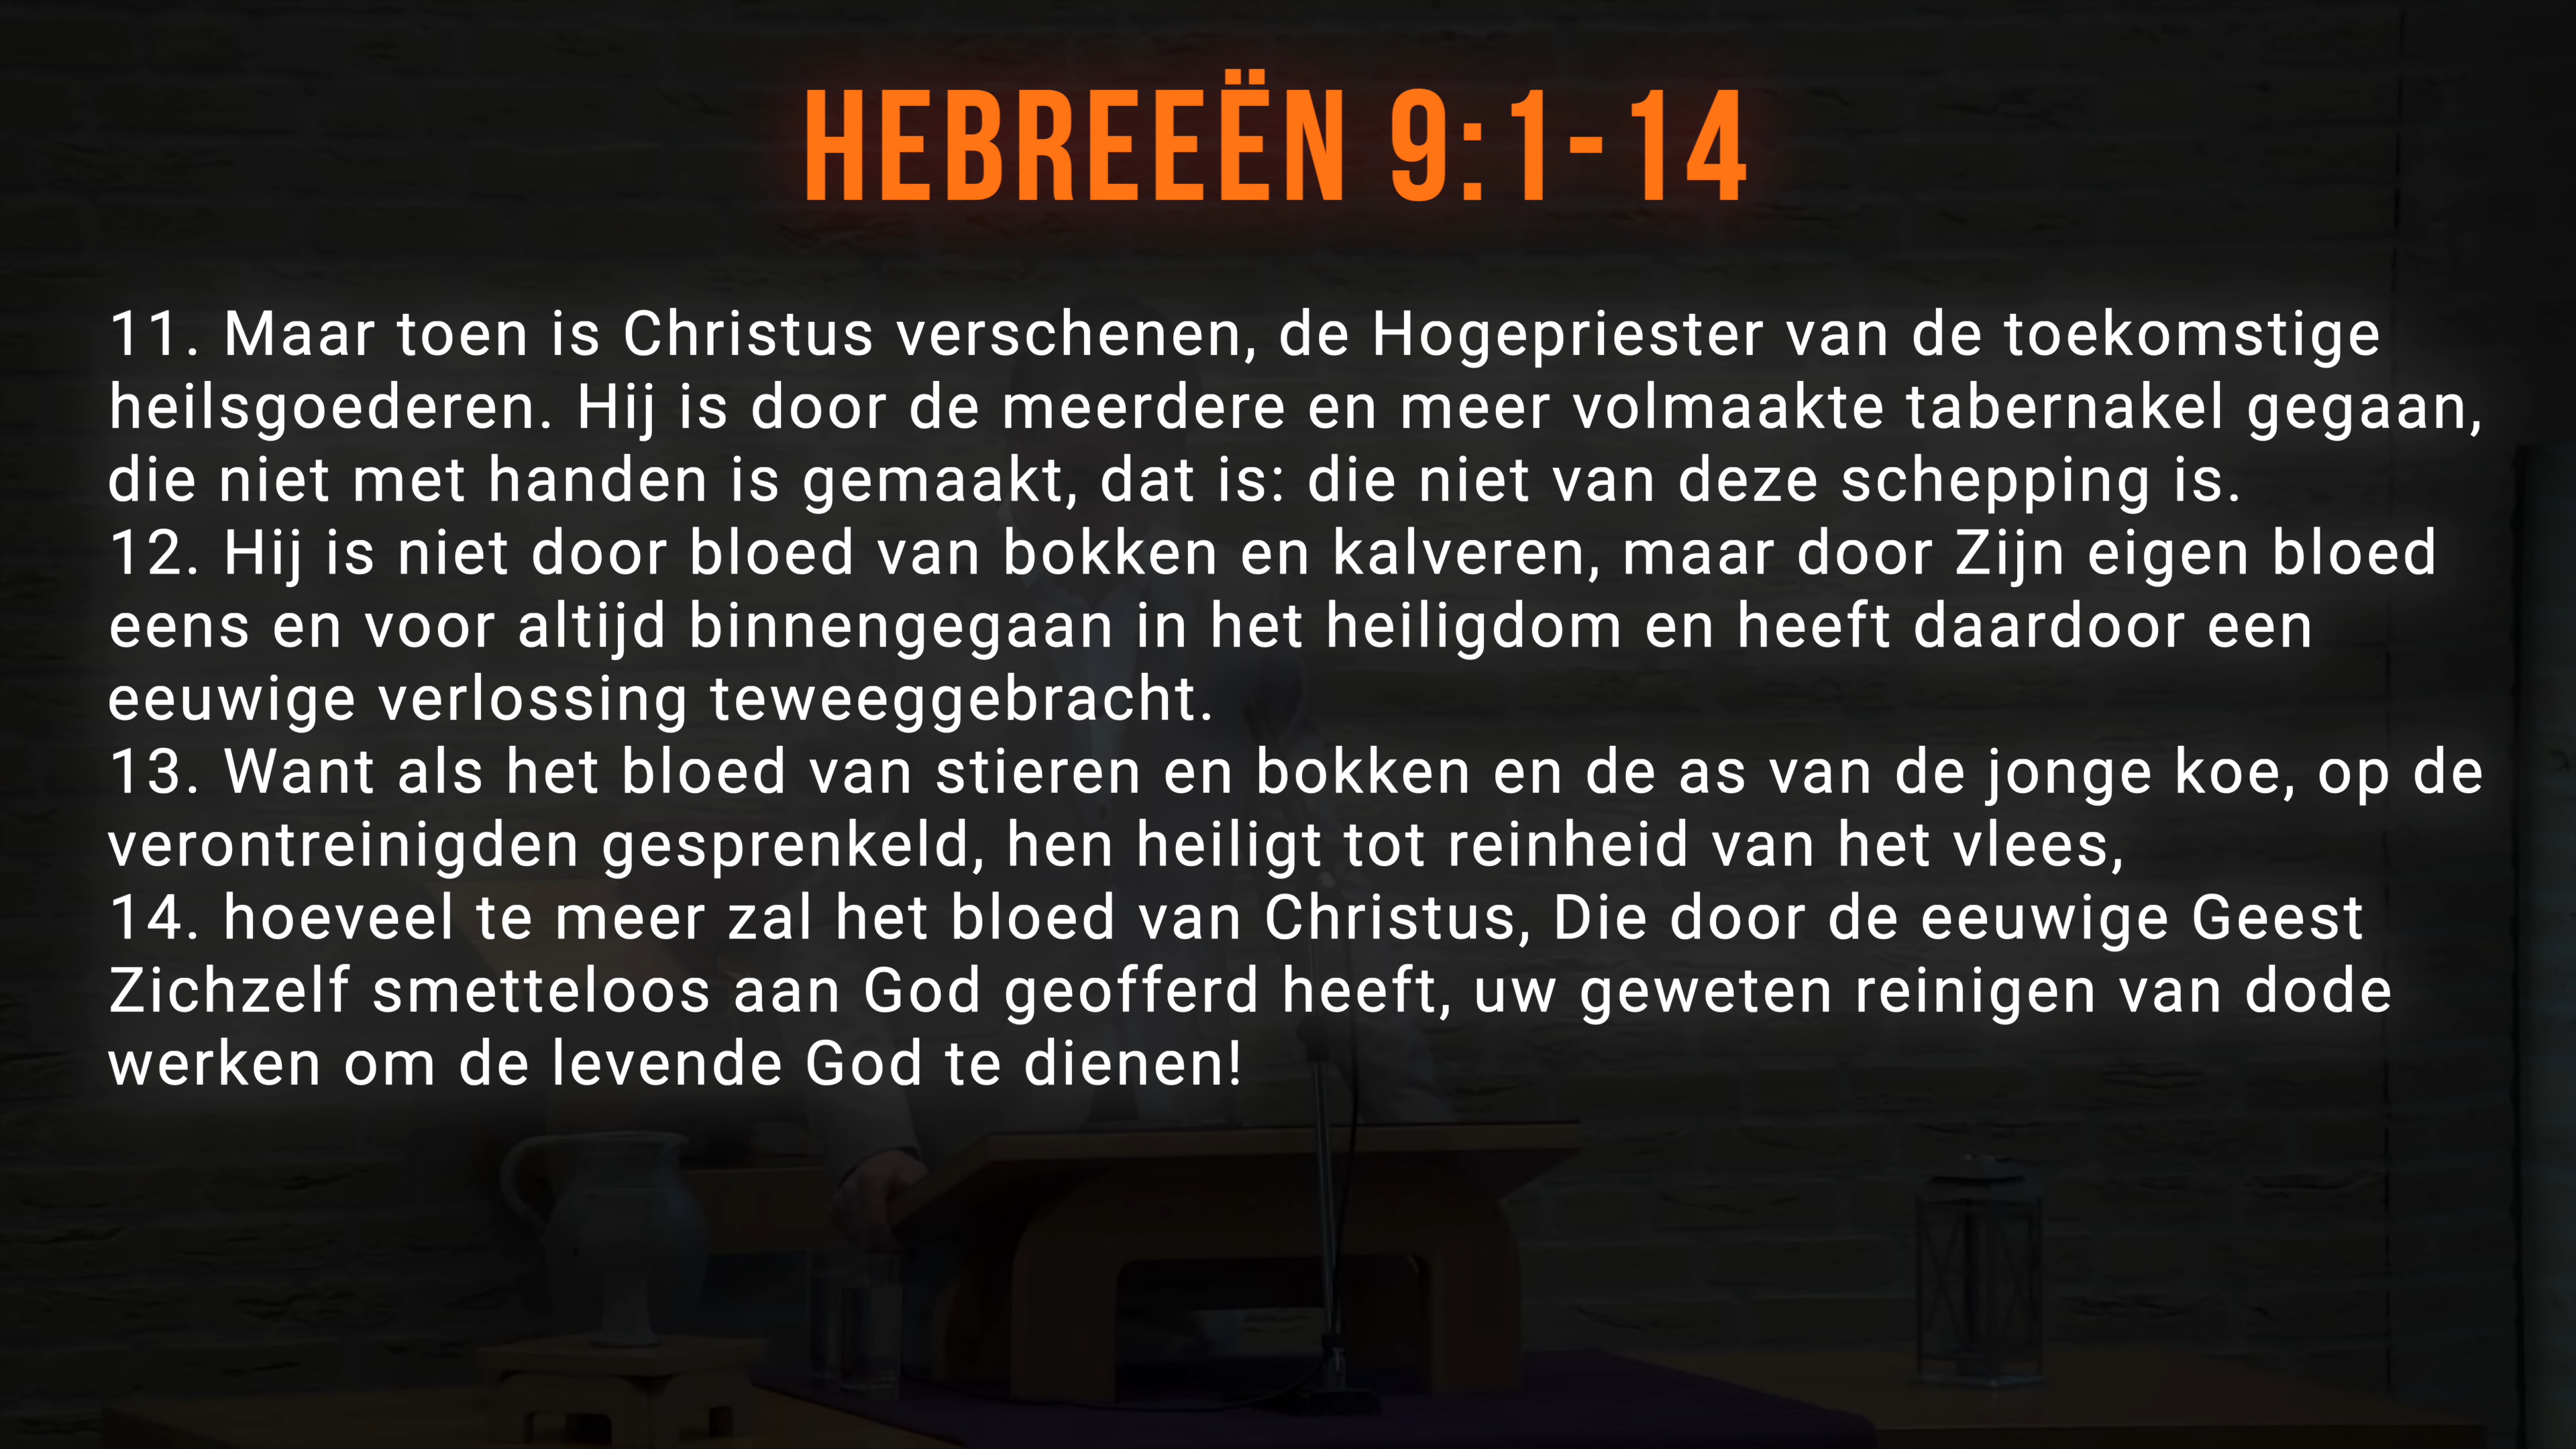 HEBREEËN 9:1-14
11. Maar toen is Christus verschenen, de Hogepriester van de toekomstige
heilsgoederen. Hij is door de meerdere en meer volmaakte tabernakel gegaan,
die niet met handen is gemaakt, dat is: die niet van deze schepping is.
12. Hij is niet door bloed van bokken en kalveren, maar door Zijn eigen bloed
eens en voor altijd binnengegaan in het heiligdom en heeft daardoor een
eeuwige verlossing teweeggebracht.
13. Want als het bloed van stieren en bokken en de as van de jonge koe, op de
verontreinigden gesprenkeld, hen heiligt tot reinheid van het vlees,
14. hoeveel te meer zal het bloed van Christus, Die door de eeuwige Geest
Zichzelf smetteloos aan God geofferd heeft, uw geweten reinigen van dode
werken om de levende God te dienen!